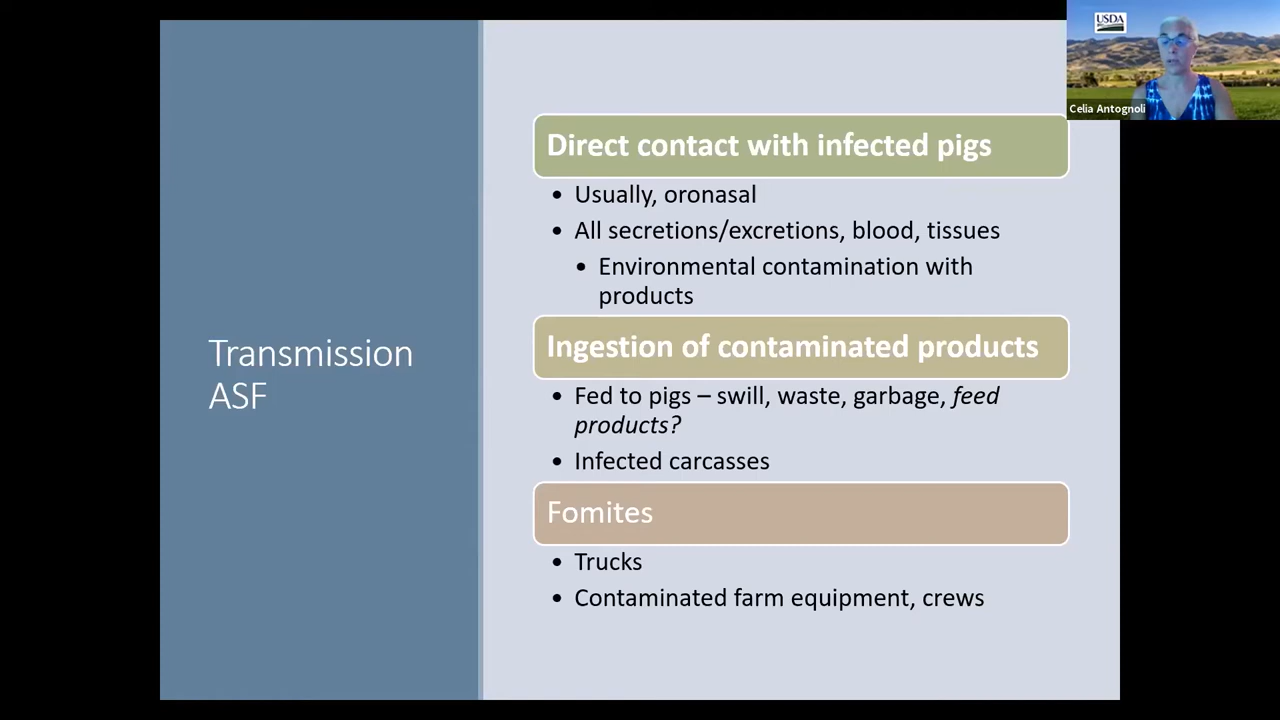 USDA
Celia Antognoli
Transmission
ASF
Direct contact with infected pigs
• Usually, oronasal
• All secretions/excretions, blood, tissues
• Environmental contamination with
products
Ingestion of contaminated products
• Fed to pigs – swill, waste, garbage, feed
products?
• Infected carcasses
Fomites
• Trucks
• Contaminated farm equipment, crews